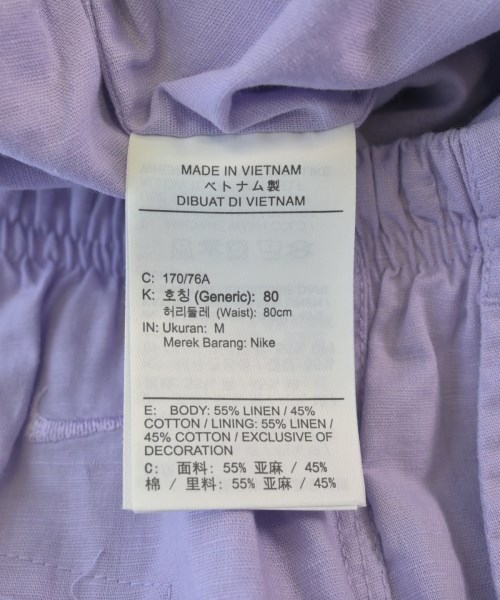 MADE IN VIETNAM
ベトナム製
DIBUAT DI VIETNAM
C: 170/76A
K: 호칭 (Generic): 80
허리둘레 (Waist): 80cm
IN: Ukuran: M
Merek Barang: Nike
E: BODY: 55% LINEN / 45%
COTTON / LINING: 55% LINEN /
45% COTTON / EXCLUSIVE OF
DECORATION
C: 面料: 55% 亚麻 / 45%
棉 / 里料: 55% 亚麻 / 45%